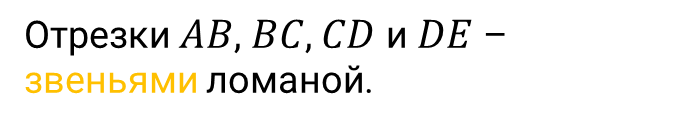 Отрезки AB, BC, CD и DE –
звеньями ломаной.